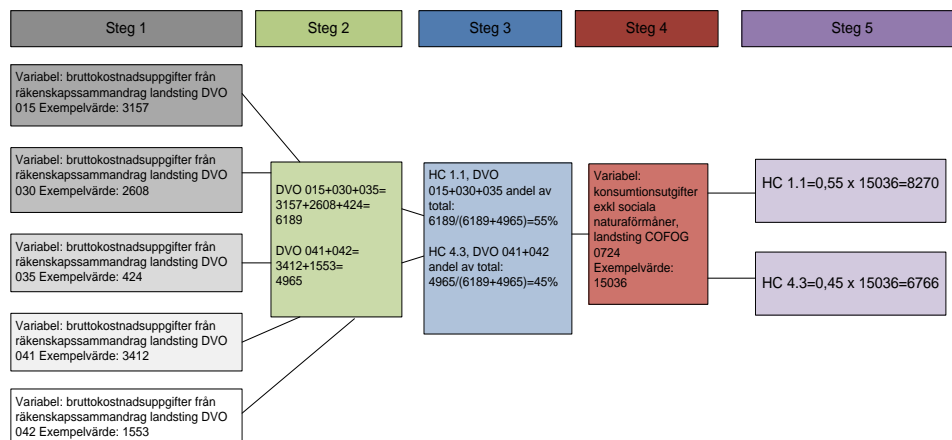 Steg 1
Steg 2
Steg 3
Steg 4
Steg 5
Variabel: bruttokostnadsuppgifter från
räkenskapssammandrag landsting DVO
015 Exempelvärde: 3157
Variabel: bruttokostnadsuppgifter från
räkenskapssammandrag landsting DVO
030 Exempelvärde: 2608
Variabel: bruttokostnadsuppgifter från
räkenskapssammandrag landsting DVO
035 Exempelvärde: 424
Variabel: bruttokostnadsuppgifter från
räkenskapssammandrag landsting DVO
041 Exempelvärde: 3412
Variabel: bruttokostnadsuppgifter från
räkenskapssammandrag landsting DVO
042 Exempelvärde: 1553
DVO 015+030+035=
3157+2608+424=
6189
DVO 041+042=
3412+1553=
4965
HC 1.1, DVO
015+030+035 andel av
total:
6189/(6189+4965)=55%
HC 4.3, DVO 041+042
andel av total:
4965/(6189+4965)=45%
Variabel:
konsumtionsutgifter
exkl sociala
naturaförmåner,
landsting COFOG
0724
Exempelvärde:
15036
HC 1.1=0,55 x 15036=8270
HC 4.3=0,45 x 15036=6766